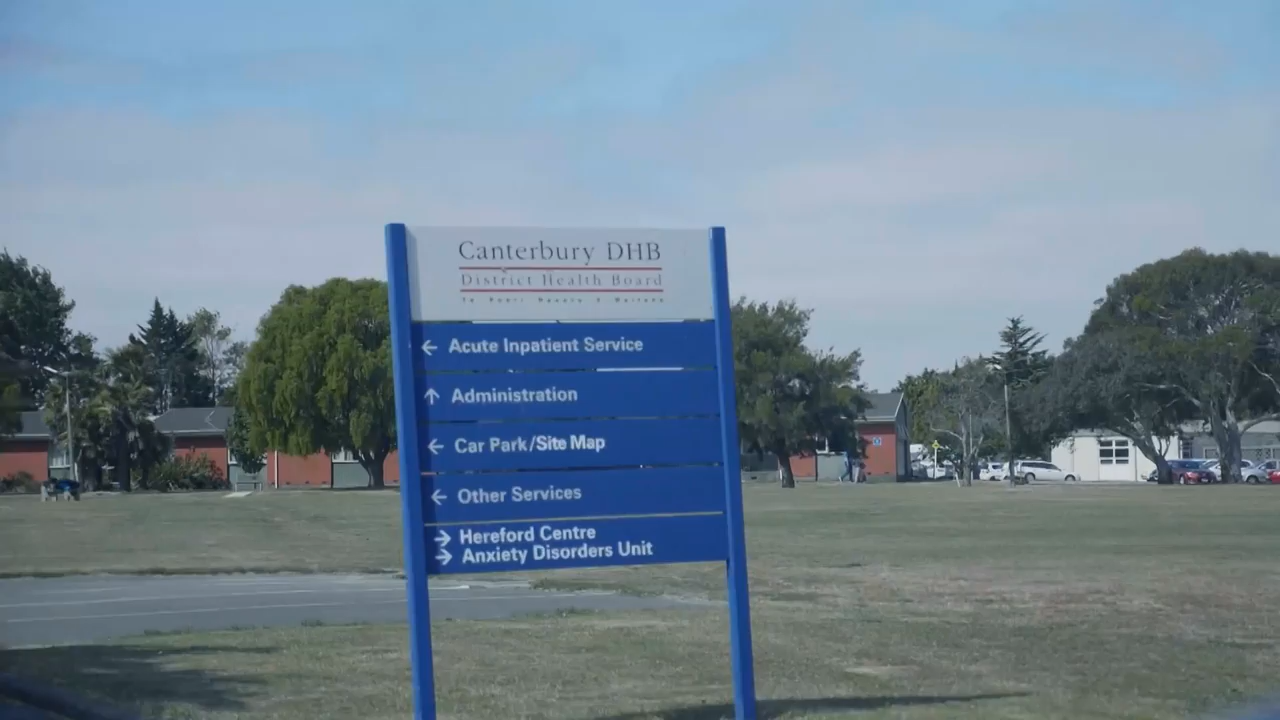 Canterbury DHB
District Health Board
← Acute Inpatient Service
↑ Administration
← Car Park/Site Map
← Other Services
→ Hereford Centre
→ Anxiety Disorders Unit